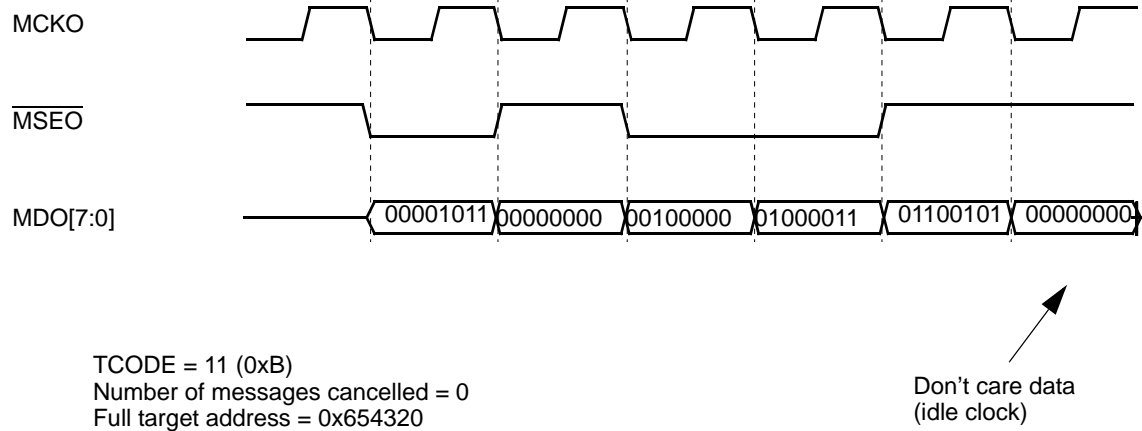 MCKO
MSEO
MDO[7:0]
00001011 00000000 00100000 01000011 01100101 00000000
TCODE = 11 (0xB)
Number of messages cancelled = 0
Full target address = 0x654320
Don't care data
(idle clock)